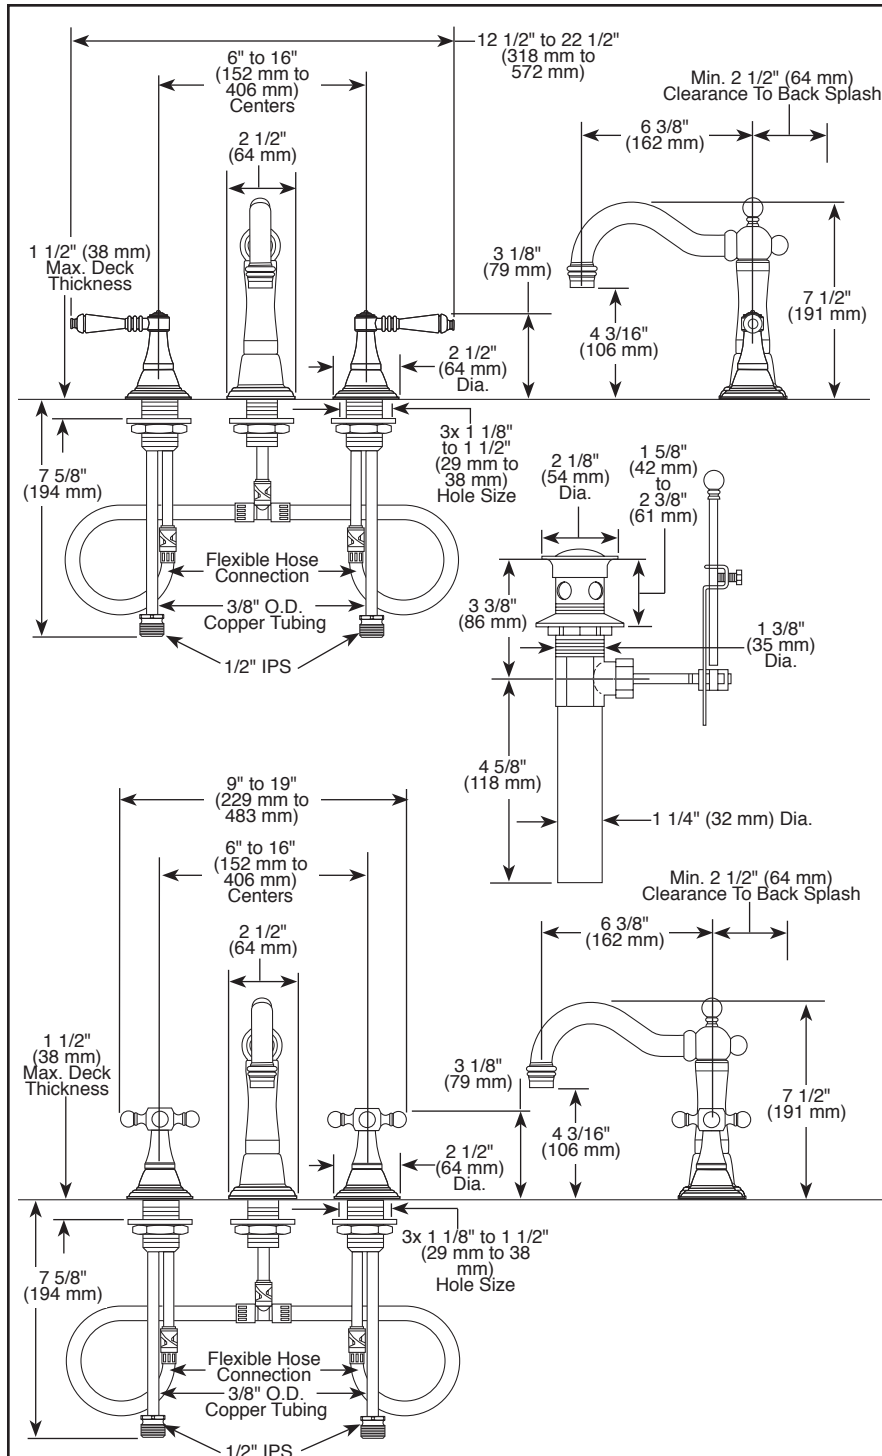 12 1/2" to 22 1/2"
(318 mm to
572 mm)
6" to 16"
(152 mm to
406 mm)
Centers
Min. 2 1/2" (64 mm)
Clearance To Back Splash
6 3/8"
(162 mm)
2 1/2"
(64 mm)
1 1/2" (38 mm)
Max. Deck
Thickness
3 1/8"
(79 mm)
7 1/2"
(191 mm)
4 3/16"
(106 mm)
2 1/2"
(64 mm)
Dia.
3x 1 1/8"
to 1 1/2"
(29 mm to
38 mm)
Hole Size
7 5/8"
(194 mm)
Flexible Hose
Connection
3/8" O.D.
Copper Tubing
1/2" IPS
2 1/8"
(54 mm)
Dia.
1 5/8"
(42 mm)
to
2 3/8"
(61 mm)
3 3/8"
(86 mm)
1 3/8"
(35 mm)
Dia.
4 5/8"
(118 mm)
1 1/4" (32 mm) Dia.
9" to 19"
(229 mm to
483 mm)
6" to 16"
(152 mm to
406 mm)
Centers
Min. 2 1/2" (64 mm)
Clearance To Back Splash
6 3/8"
(162 mm)
2 1/2"
(64 mm)
1 1/2"
(38 mm)
Max. Deck
Thickness
3 1/8"
(79 mm)
7 1/2"
(191 mm)
4 3/16"
(106 mm)
2 1/2"
(64 mm)
Dia.
3x 1 1/8" to 1 1/2"
(29 mm to 38
mm)
Hole Size
7 5/8"
(194 mm)
Flexible Hose
Connection
3/8" O.D.
Copper Tubing
1/2" IPS